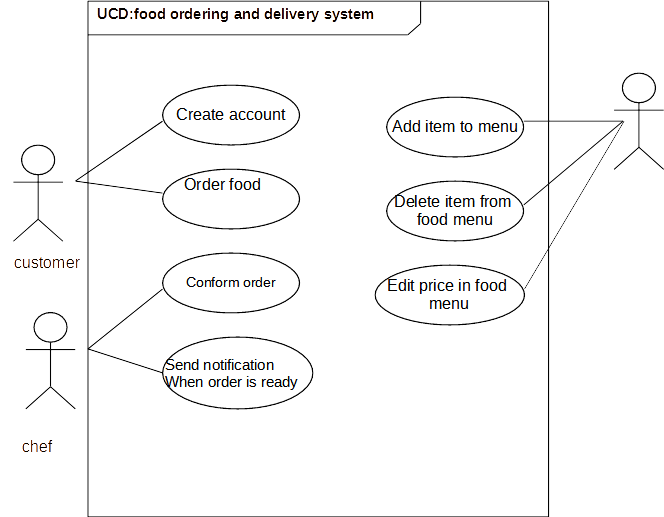 UCD:food ordering and delivery system
Create account
Add item to menu
Order food
Delete item from
food menu
customer
Conform order
Edit price in food
menu
Send notification
When order is ready
chef